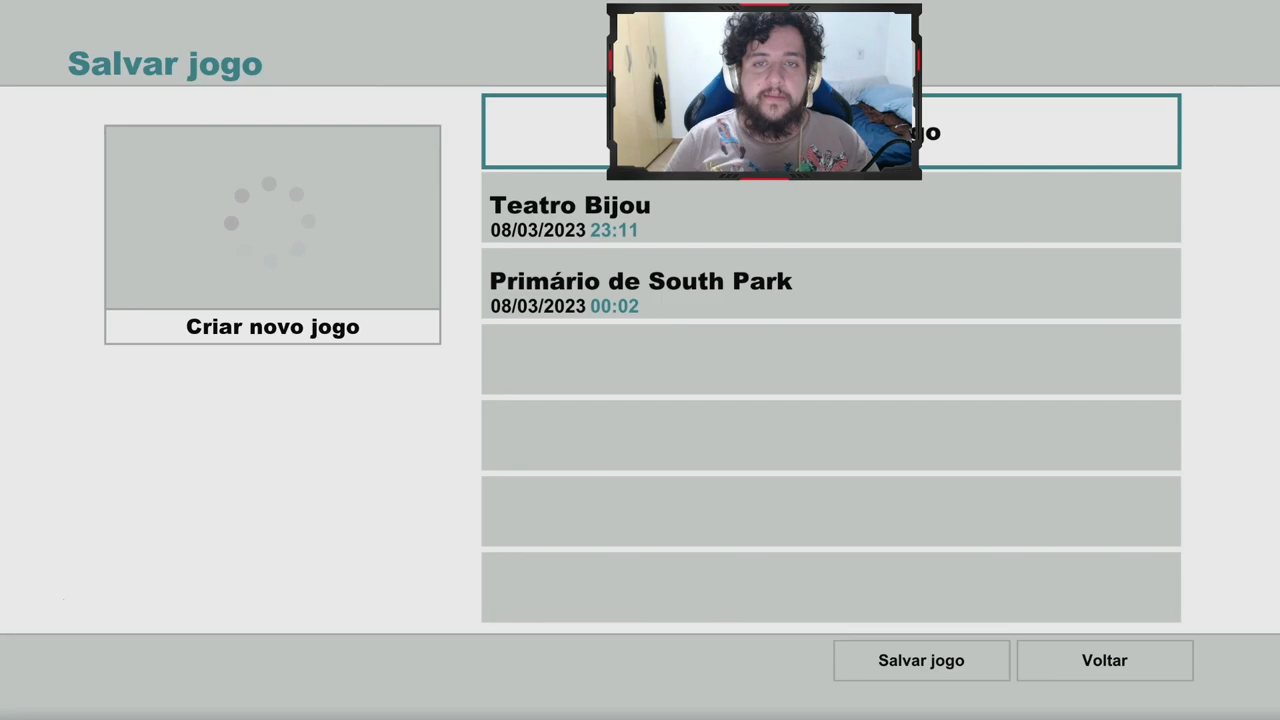 Salvar jogo
go
Teatro Bijou
08/03/2023 23:11
Primário de South Park
08/03/2023 00:02
Criar novo jogo
Salvar jogo
Voltar